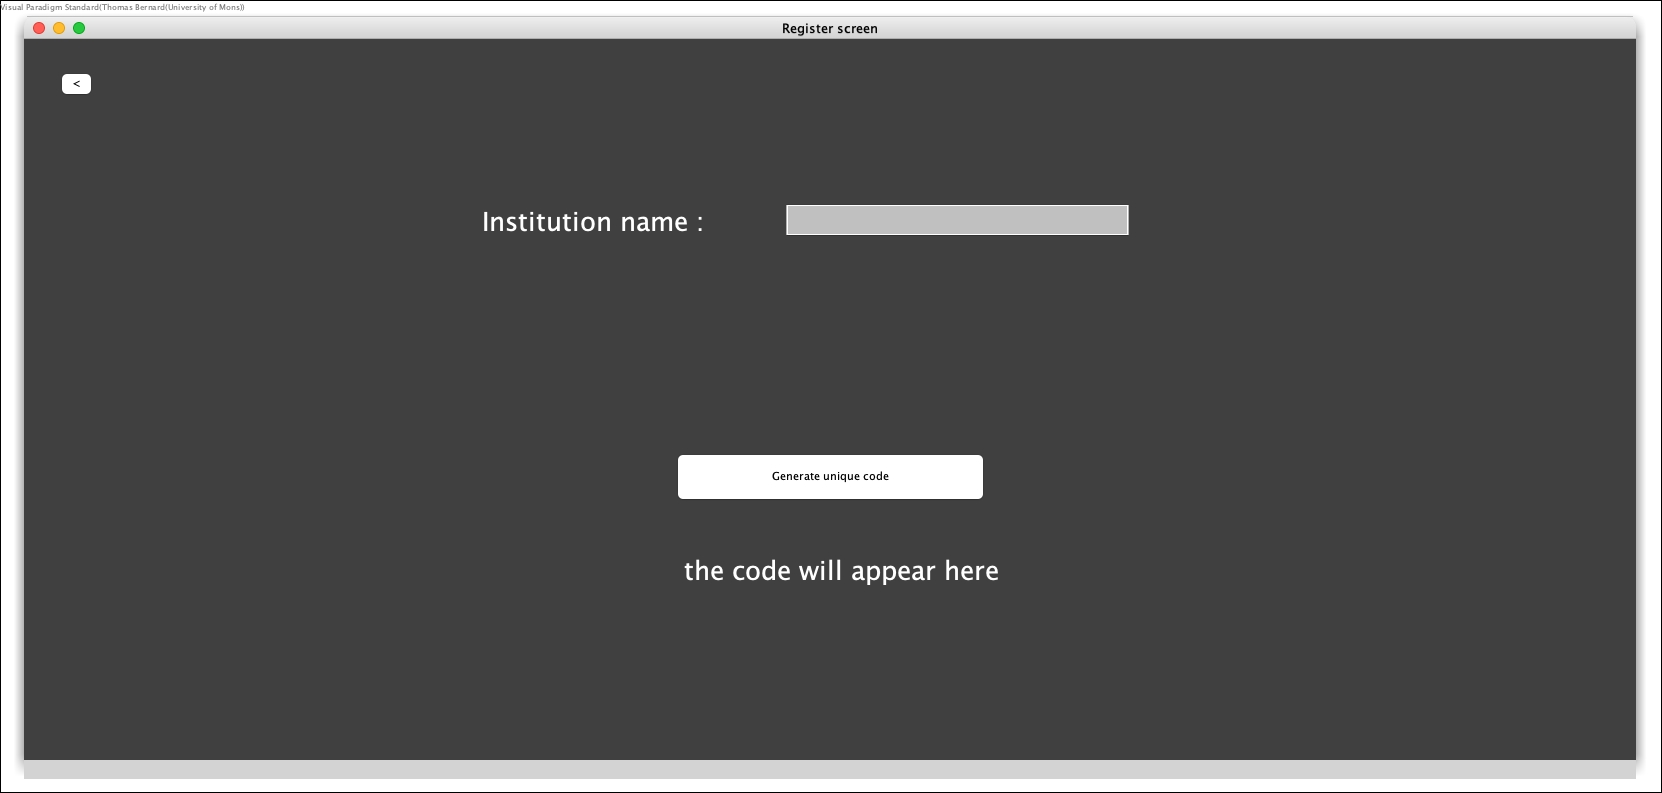 Visual Paradigm Standard(Thomas Bernard(University of Mons))
Register screen
<
Institution name :
Generate unique code
the code will appear here